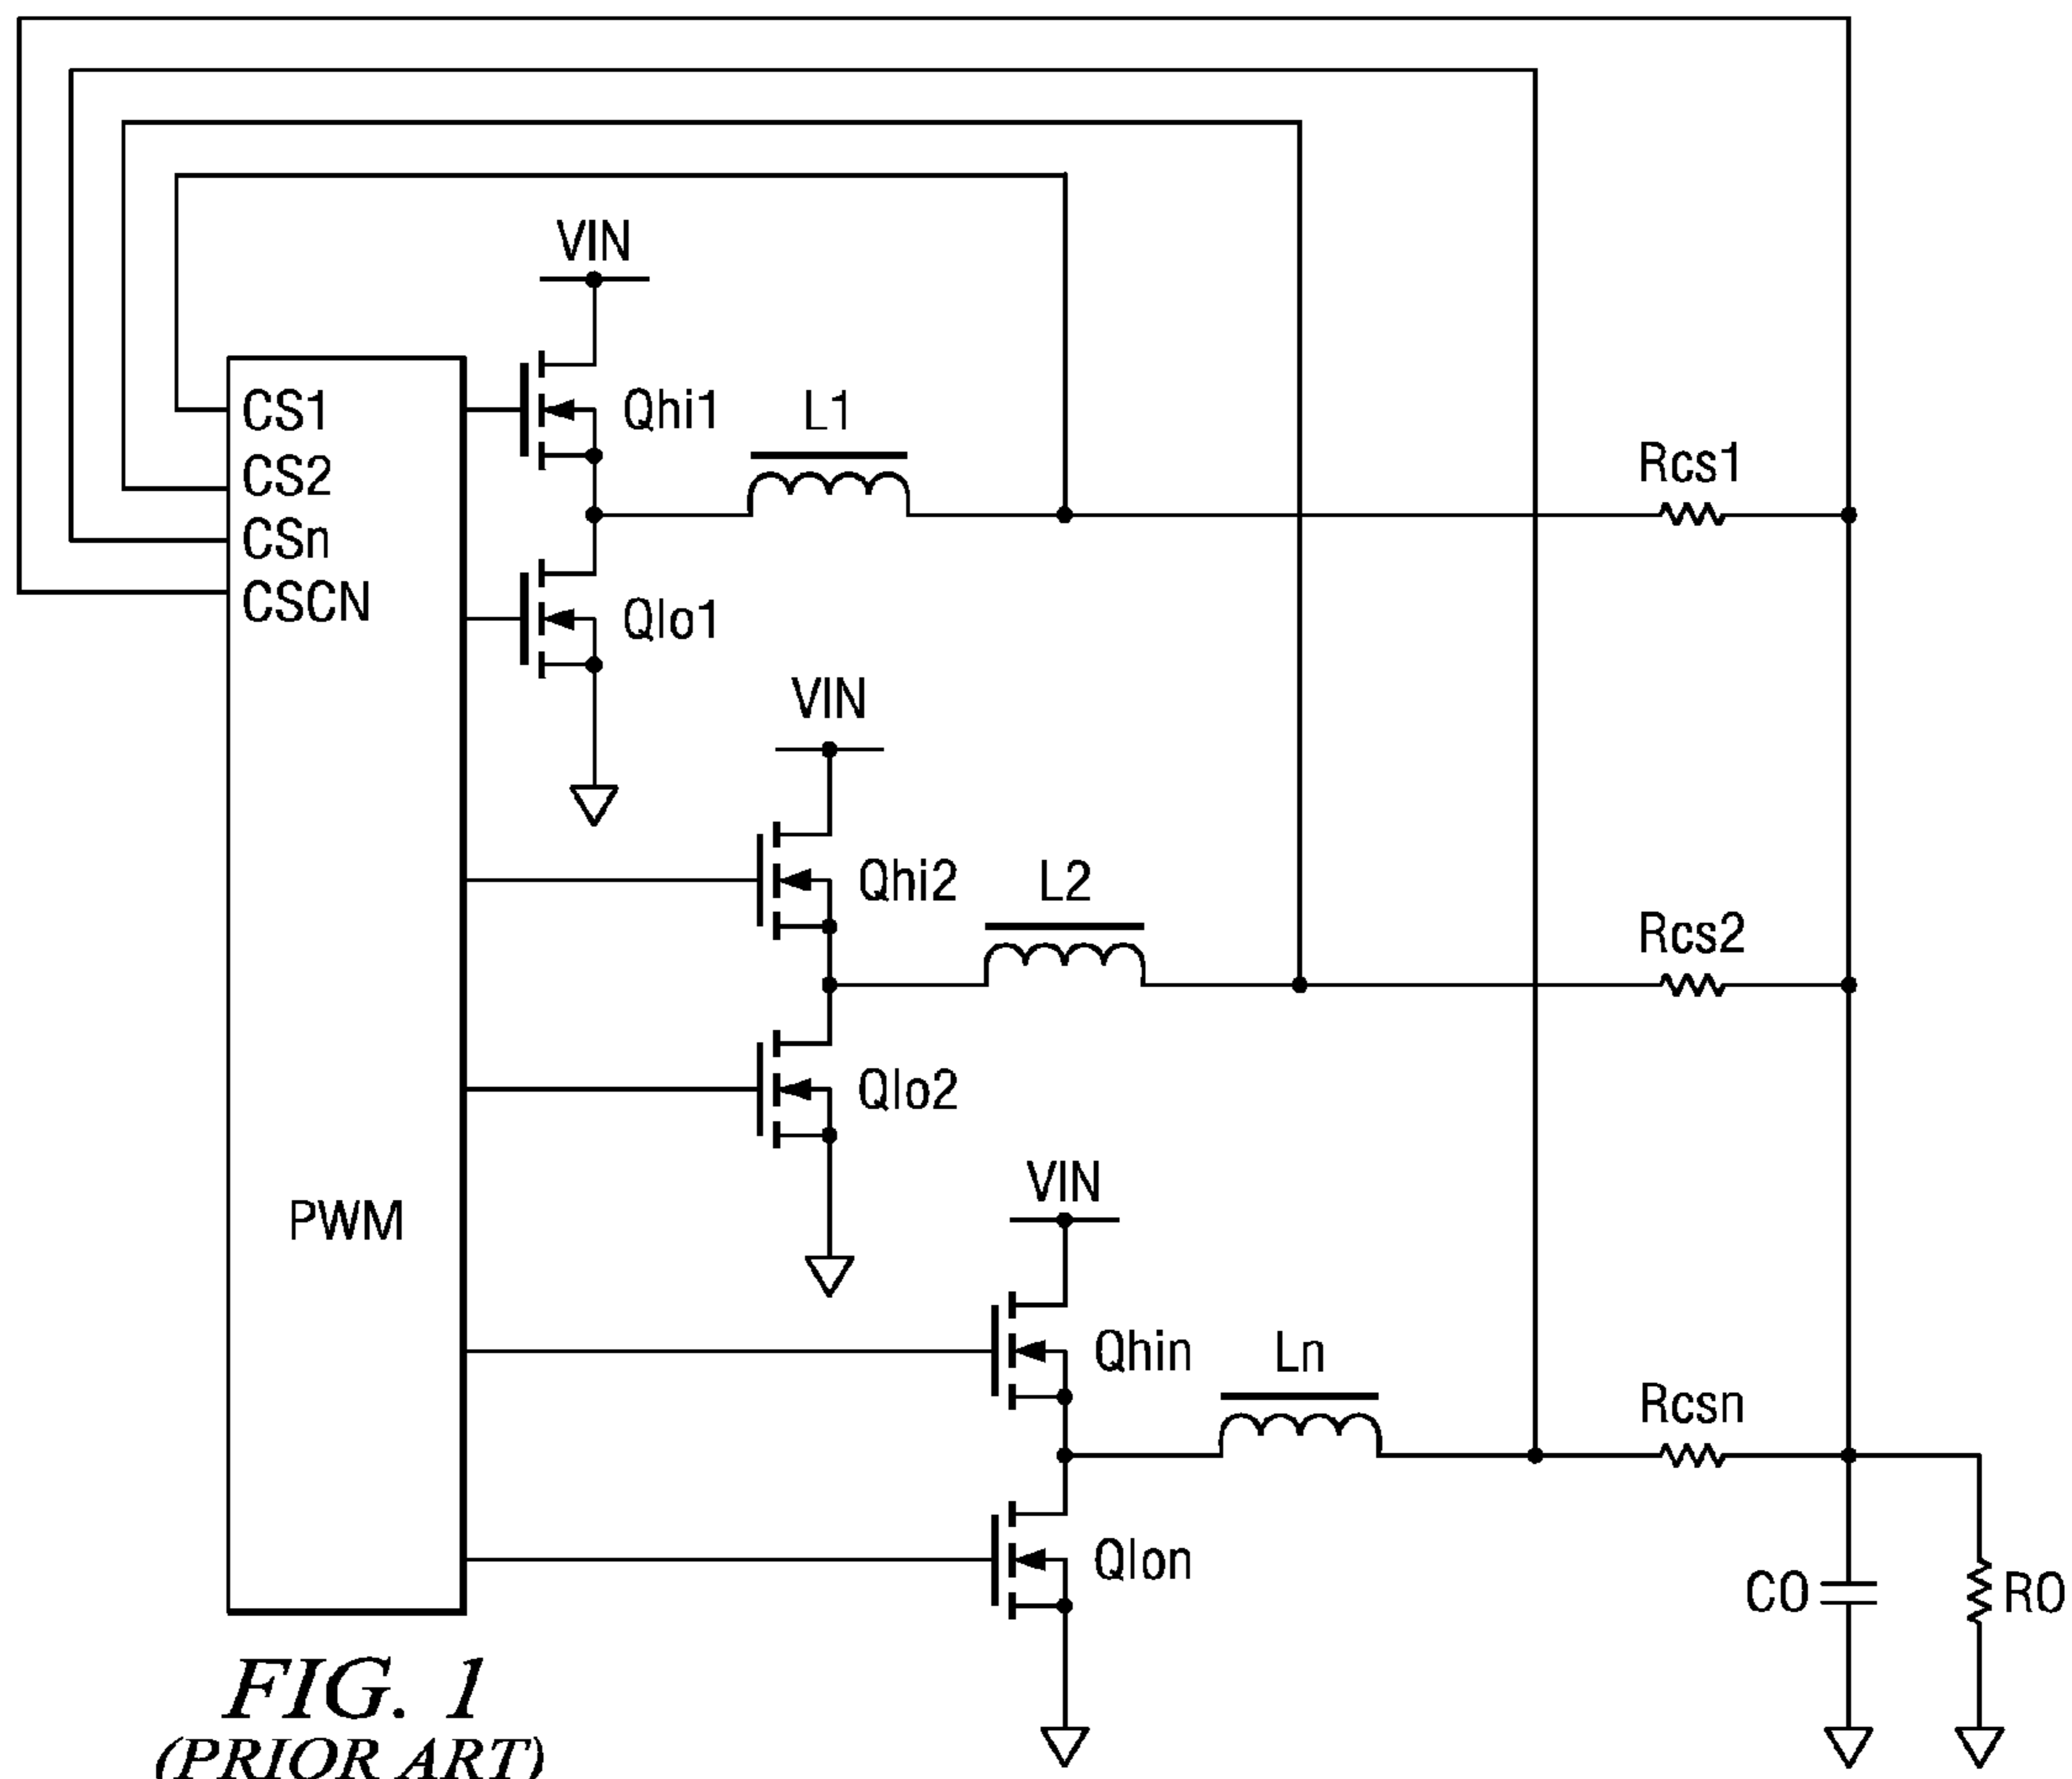 VIN
CS1
Qhi1
L1
CS2
Rcs1
CSn
CSCN
Qlo1
VIN
Qhi2
L2
Rcs2
Qlo2
VIN
PWM
Qhin
Ln
Rcsn
Qlon
CO
RO
FIG. 1
(PRIOR ART)